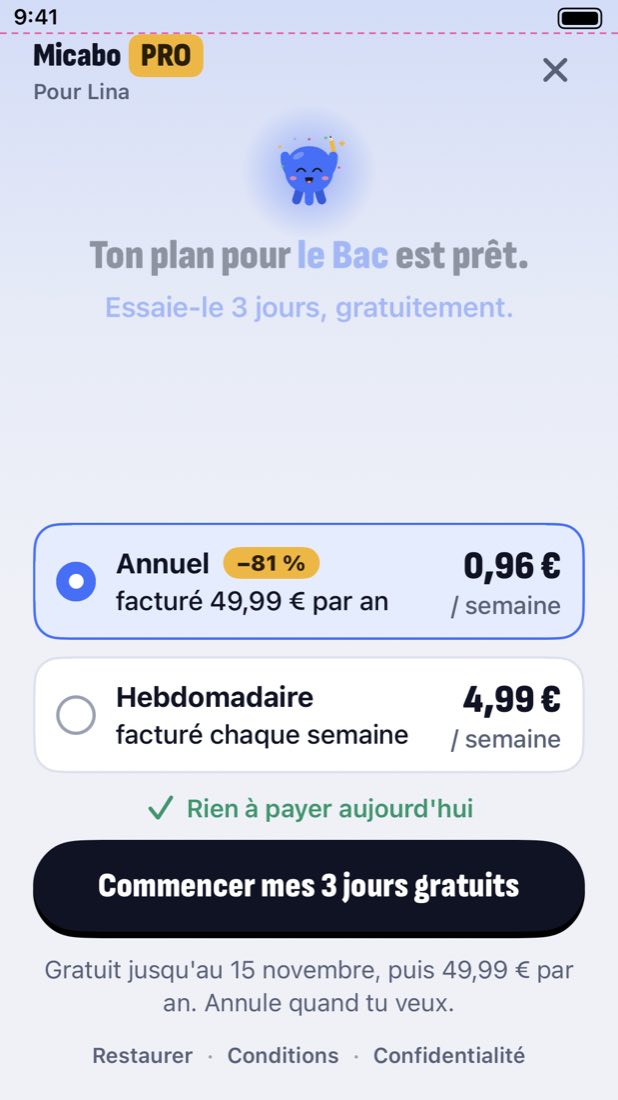 9:41
Micabo PRO
Pour Lina
Ton plan pour le Bac est prêt.
Essaie-le 3 jours, gratuitement.
Annuel −81 %
facturé 49,99 € par an
0,96 €
/ semaine
Hebdomadaire
facturé chaque semaine
4,99 €
/ semaine
Rien à payer aujourd'hui
Commencer mes 3 jours gratuits
Gratuit jusqu'au 15 novembre, puis 49,99 € par
an. Annule quand tu veux.
Restaurer · Conditions · Confidentialité